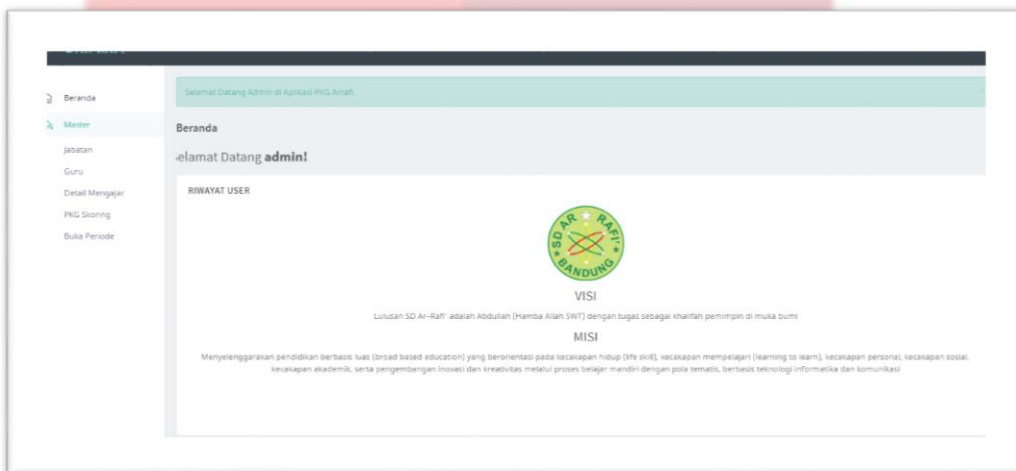 Selamat Datang Admin di Aplikasi PKG Arrafi.
Beranda
Master
Jabatan
Guru
Detail Mengajar
PKG Skoring
Buka Periode
Beranda
elamat Datang admin!
RIWAYAT USER
SD AR RAFI'
BANDUNG
VISI
Lulusan SD Ar-Rafi' adalah Abdullah (Hamba Allah SWT) dengan tugas sebagai khalifah pemimpin di muka bumi
MISI
Menyelenggarakan pendidikan berbasis luas (broad based education) yang berorientasi pada kecakapan hidup (life skill), kecakapan mempelajari (learning to learn), kecakapan personal, kecakapan sosial,
kecakapan akademik, serta pengembangan inovasi dan kreativitas melalui proses belajar mandiri dengan pola tematis, berbasis teknologi informatika dan komunikasi